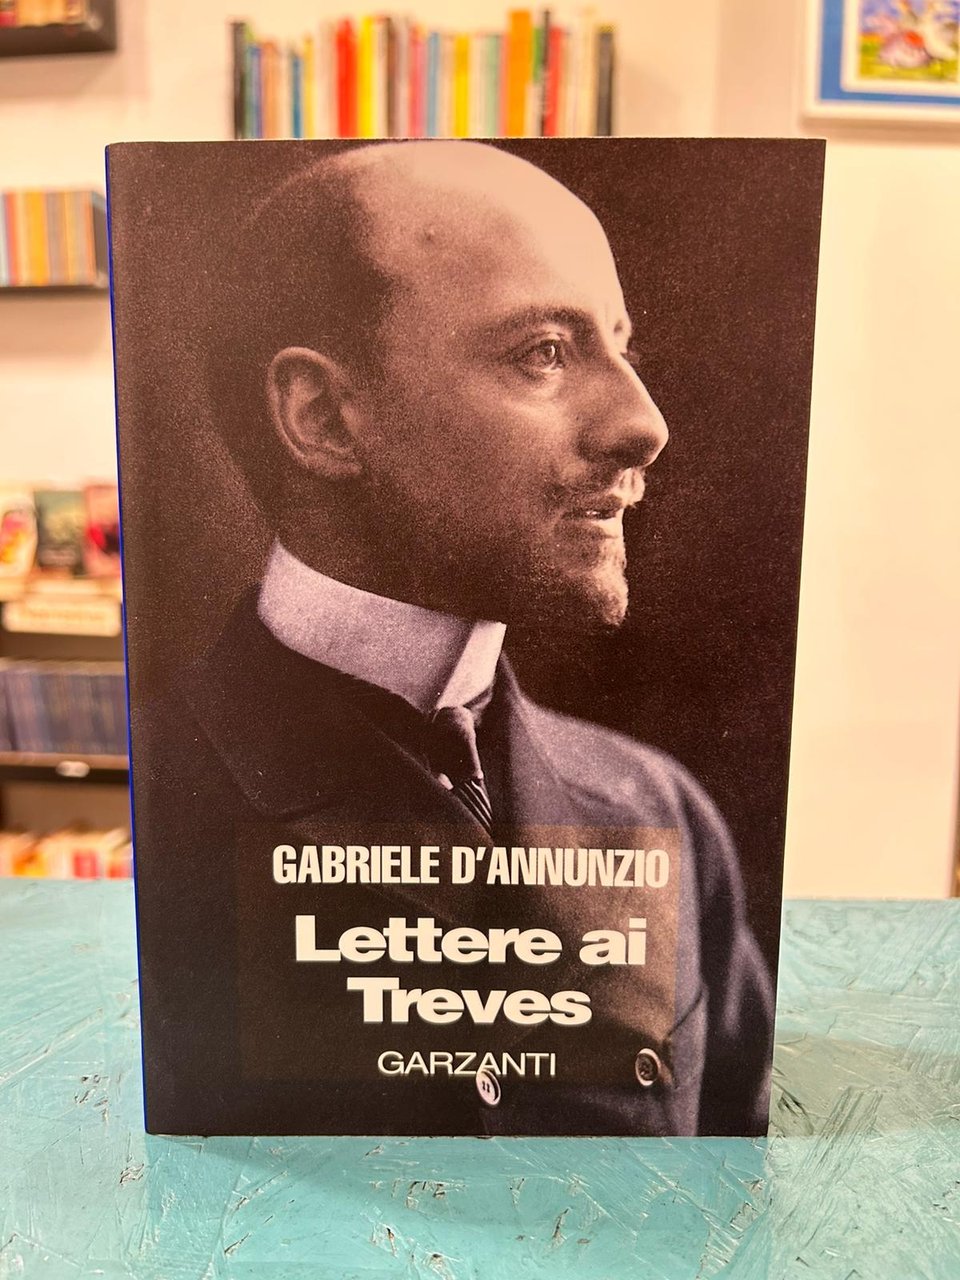 GABRIELE D'ANNUNZIO
Lettere ai
Treves
GARZANTI